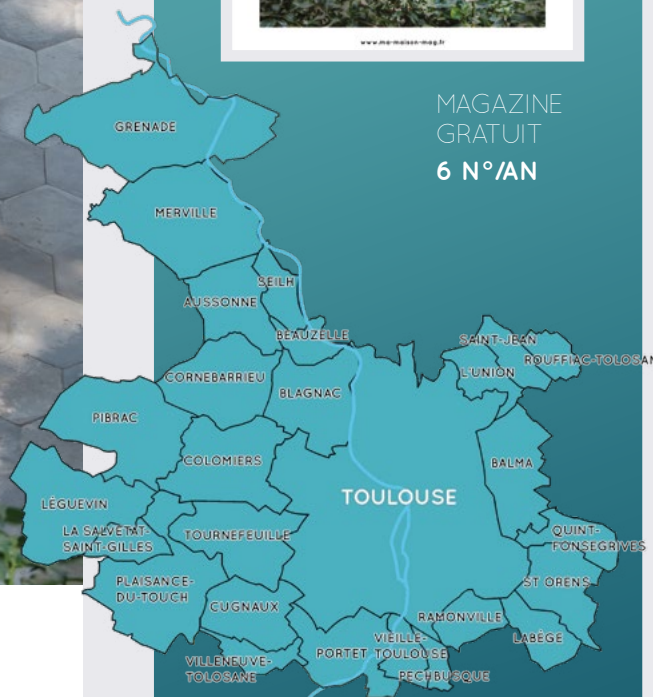 www.ma-maison-mag.fr
MAGAZINE
GRATUIT
6 N°/AN
GRENADE
MERVILLE
SEILH
AUSSONNE
BEAUZELLE
SAINT-JEAN
ROUFFIAC-TOLOSAN
L'UNION
CORNEBARRIEU
BLAGNAC
PIBRAC
COLOMIERS
BALMA
TOULOUSE
LÉGUEVIN
LA SALVETAT-
SAINT-GILLES
TOURNEFEUILLE
QUINT-
FONSEGRIVES
PLAISANCE-
DU-TOUCH
ST ORENS
CUGNAUX
RAMONVILLE
LABÈGE
VIEILLE-
TOULOUSE
PORTET
VILLENEUVE-
TOLOSANE
PECHBUSQUE